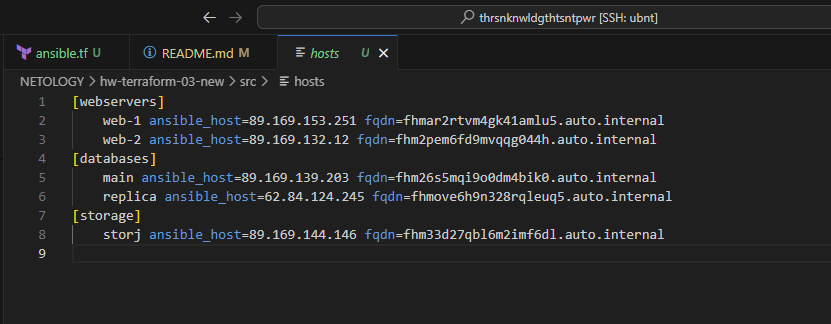 thrsnknwldgthtsntpwr [SSH: ubnt]
ansible.tf U README.md M hosts U
NETOLOGY > hw-terraform-03-new > src > hosts
1 [webservers]
2 web-1 ansible_host=89.169.153.251 fqdn=fhmar2rtvm4gk41amlu5.auto.internal
3 web-2 ansible_host=89.169.132.12 fqdn=fhm2pem6fd9mvqqg044h.auto.internal
4 [databases]
5 main ansible_host=89.169.139.203 fqdn=fhm26s5mqi9o0dm4bik0.auto.internal
6 replica ansible_host=62.84.124.245 fqdn=fhmove6h9n328rqleuq5.auto.internal
7 [storage]
8 storj ansible_host=89.169.144.146 fqdn=fhm33d27qbl6m2imf6dl.auto.internal
9